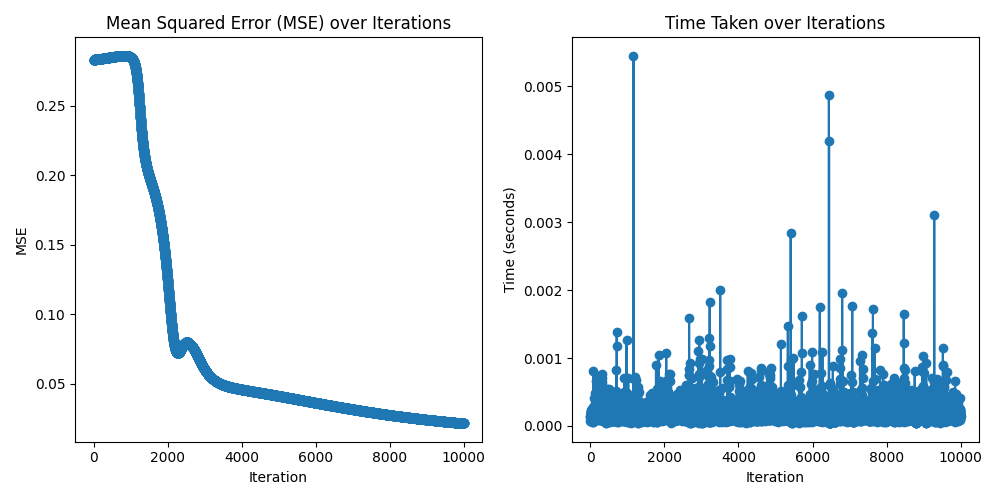 Mean Squared Error (MSE) over Iterations
MSE
0.25
0.20
0.15
0.10
0.05
0 2000 4000 6000 8000 10000
Iteration
Time Taken over Iterations
Time (seconds)
0.005
0.004
0.003
0.002
0.001
0.000
0 2000 4000 6000 8000 10000
Iteration